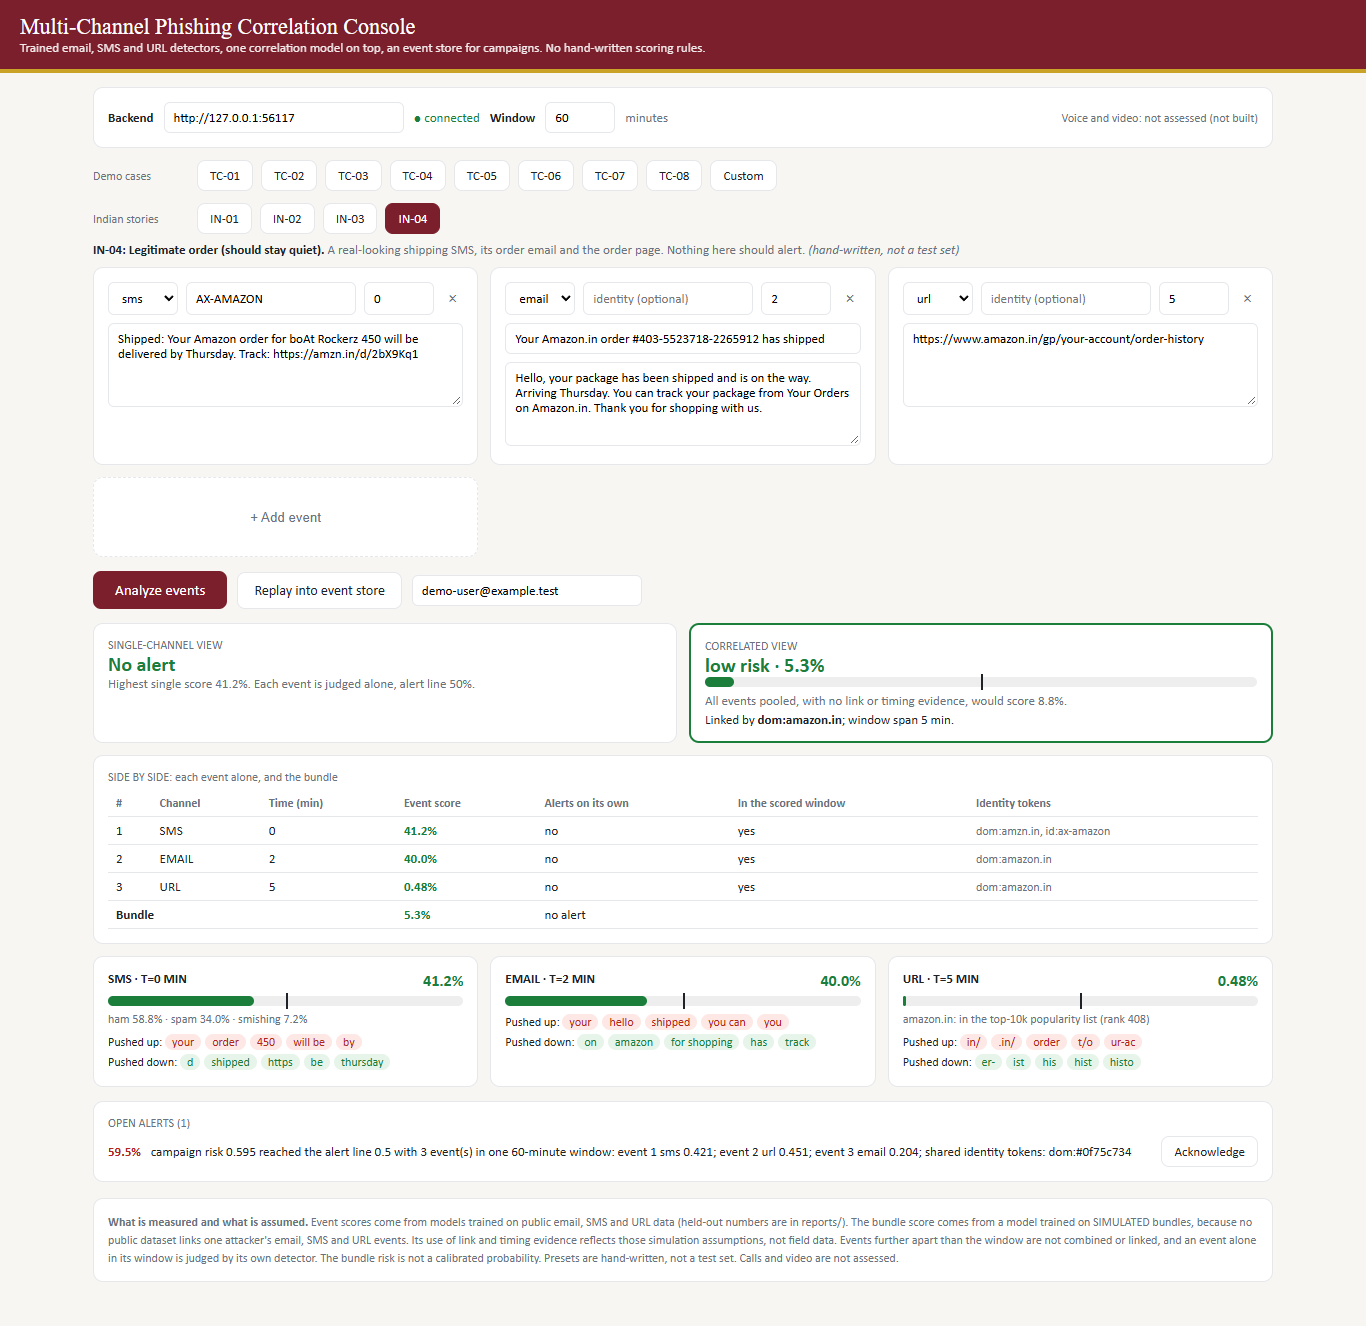 Multi-Channel Phishing Correlation Console
Trained email, SMS and URL detectors, one correlation model on top, an event store for campaigns. No hand-written scoring rules.
Backend http://127.0.0.1:56117 ● connected Window 60 minutes Voice and video: not assessed (not built)
Demo cases TC-01 TC-02 TC-03 TC-04 TC-05 TC-06 TC-07 TC-08 Custom
Indian stories IN-01 IN-02 IN-03 IN-04
IN-04: Legitimate order (should stay quiet). A real-looking shipping SMS, its order email and the order page. Nothing here should alert. (hand-written, not a test set)
sms AX-AMAZON 0 ×
Shipped: Your Amazon order for boAt Rockerz 450 will be
delivered by Thursday. Track: https://amzn.in/d/2bX9Kq1
email identity (optional) 2 ×
Your Amazon.in order #403-5523718-2265912 has shipped
Hello, your package has been shipped and is on the way.
Arriving Thursday. You can track your package from Your Orders
on Amazon.in. Thank you for shopping with us.
url identity (optional) 5 ×
https://www.amazon.in/gp/your-account/order-history
+ Add event
Analyze events Replay into event store demo-user@example.test
SINGLE-CHANNEL VIEW
No alert
Highest single score 41.2%. Each event is judged alone, alert line 50%.
CORRELATED VIEW
low risk · 5.3%
All events pooled, with no link or timing evidence, would score 8.8%.
Linked by dom:amazon.in; window span 5 min.
SIDE BY SIDE: each event alone, and the bundle
# Channel Time (min) Event score Alerts on its own In the scored window Identity tokens
1 SMS 0 41.2% no yes dom:amzn.in, id:ax-amazon
2 EMAIL 2 40.0% no yes dom:amazon.in
3 URL 5 0.48% no yes dom:amazon.in
Bundle 5.3% no alert
SMS · T=0 MIN 41.2%
ham 58.8% · spam 34.0% · smishing 7.2%
Pushed up: your order 450 will be by
Pushed down: d shipped https be thursday
EMAIL · T=2 MIN 40.0%
Pushed up: your hello shipped you can you
Pushed down: on amazon for shopping has track
URL · T=5 MIN 0.48%
amazon.in: in the top-10k popularity list (rank 408)
Pushed up: in/ .in/ order t/o ur-ac
Pushed down: er- ist his hist histo
OPEN ALERTS (1)
59.5% campaign risk 0.595 reached the alert line 0.5 with 3 event(s) in one 60-minute window: event 1 sms 0.421; event 2 url 0.451; event 3 email 0.204; shared identity tokens: dom:#0f75c734 Acknowledge
What is measured and what is assumed. Event scores come from models trained on public email, SMS and URL data (held-out numbers are in reports/). The bundle score comes from a model trained on SIMULATED bundles, because no
public dataset links one attacker's email, SMS and URL events. Its use of link and timing evidence reflects those simulation assumptions, not field data. Events further apart than the window are not combined or linked, and an event alone
in its window is judged by its own detector. The bundle risk is not a calibrated probability. Presets are hand-written, not a test set. Calls and video are not assessed.